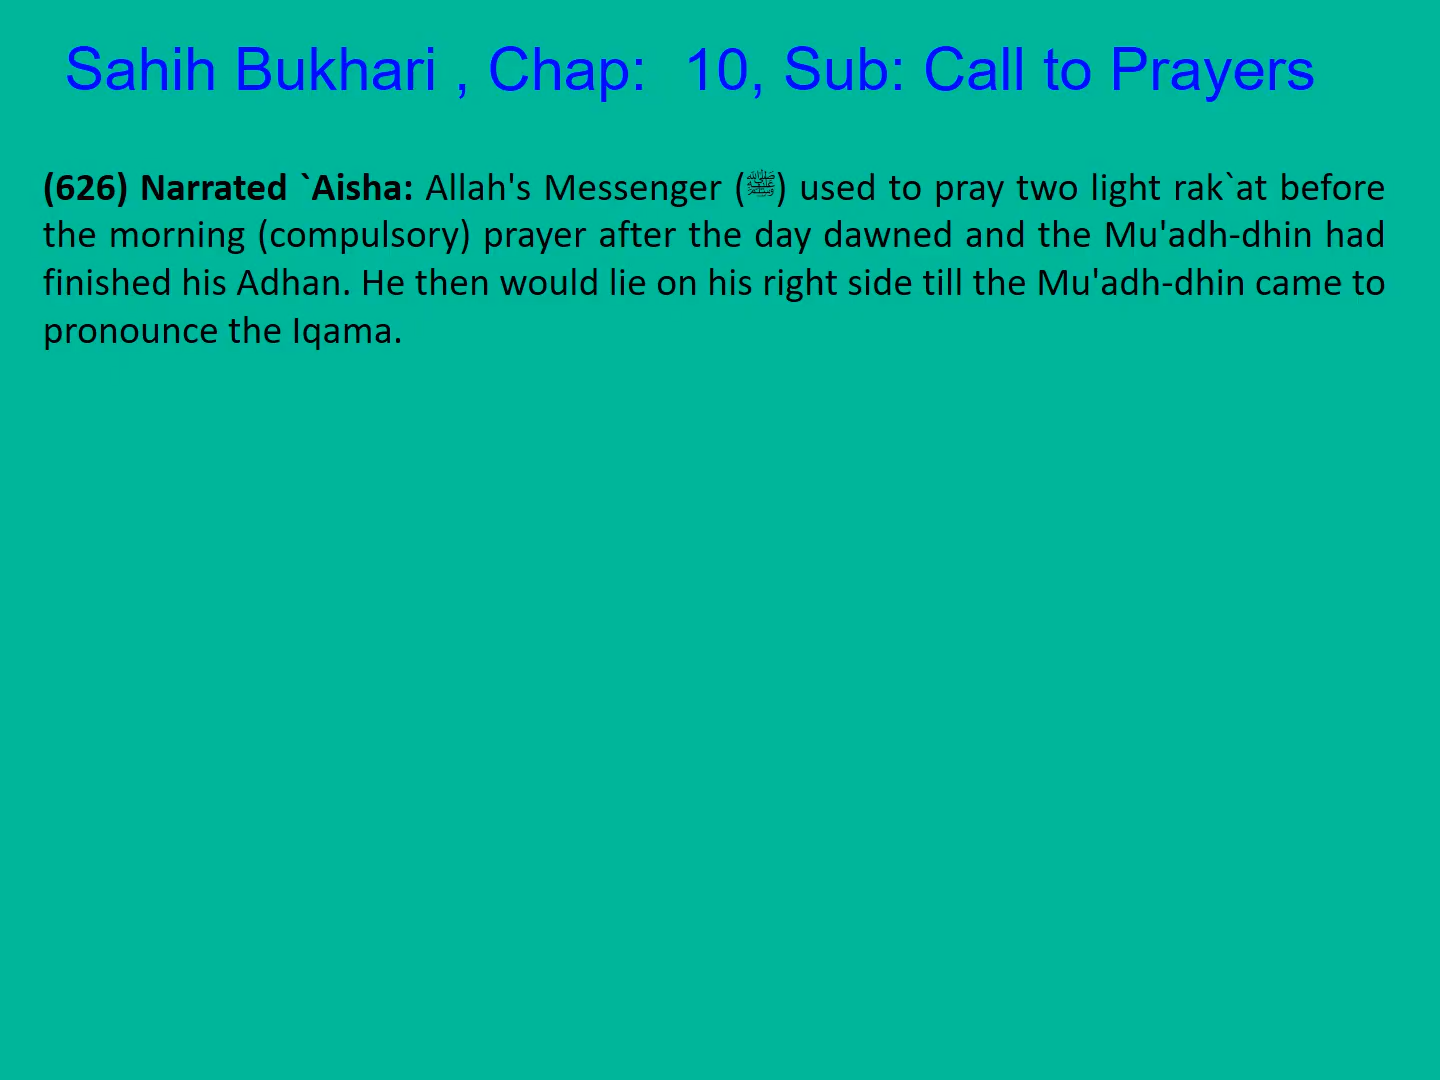 Sahih Bukhari , Chap:  10, Sub: Call to Prayers
(626) Narrated `Aisha: Allah's Messenger (ﷺ) used to pray two light rak`at before
the morning (compulsory) prayer after the day dawned and the Mu'adh-dhin had
finished his Adhan. He then would lie on his right side till the Mu'adh-dhin came to
pronounce the Iqama.